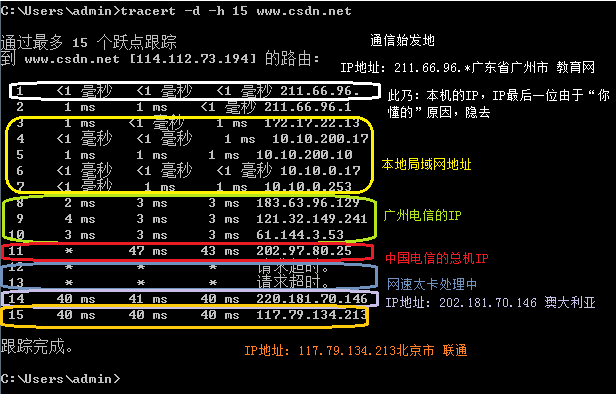 C:\Users\admin>tracert -d -h 15 www.csdn.net
通过最多 15 个跃点跟踪
到 www.csdn.net [114.112.73.194] 的路由:
通信始发地
IP地址: 211.66.96.*广东省广州市 教育网
1 <1 毫秒 <1 毫秒 <1 毫秒 211.66.96.
此乃:本机的IP, IP最后一位由于“你
懂的”原因,隐去
2 1 ms 1 ms <1 毫秒 211.66.96.1
3 <1 毫秒 <1 毫秒 1 ms 172.17.22.13
4 <1 毫秒 <1 毫秒 1 ms 10.10.200.17
5 1 ms 1 ms 1 ms 10.10.200.10
6 <1 毫秒 <1 毫秒 <1 毫秒 10.10.0.17
7 <1 毫秒 1 ms 1 ms 10.10.0.253
本地局域网地址
8 2 ms 3 ms 3 ms 183.63.96.129
9 4 ms 3 ms 3 ms 121.32.149.241
10 3 ms 3 ms 3 ms 61.144.3.53
广州电信的IP
11 * 47 ms 43 ms 202.97.80.25
中国电信的总机IP
12 * * * 请求超时。
13 * * * 请求超时。
网速太卡处理中
14 40 ms 41 ms 40 ms 220.181.70.146
IP地址: 202.181.70.146 澳大利亚
15 40 ms 40 ms 40 ms 117.79.134.213
跟踪完成。
IP地址: 117.79.134.213北京市 联通
C:\Users\admin>